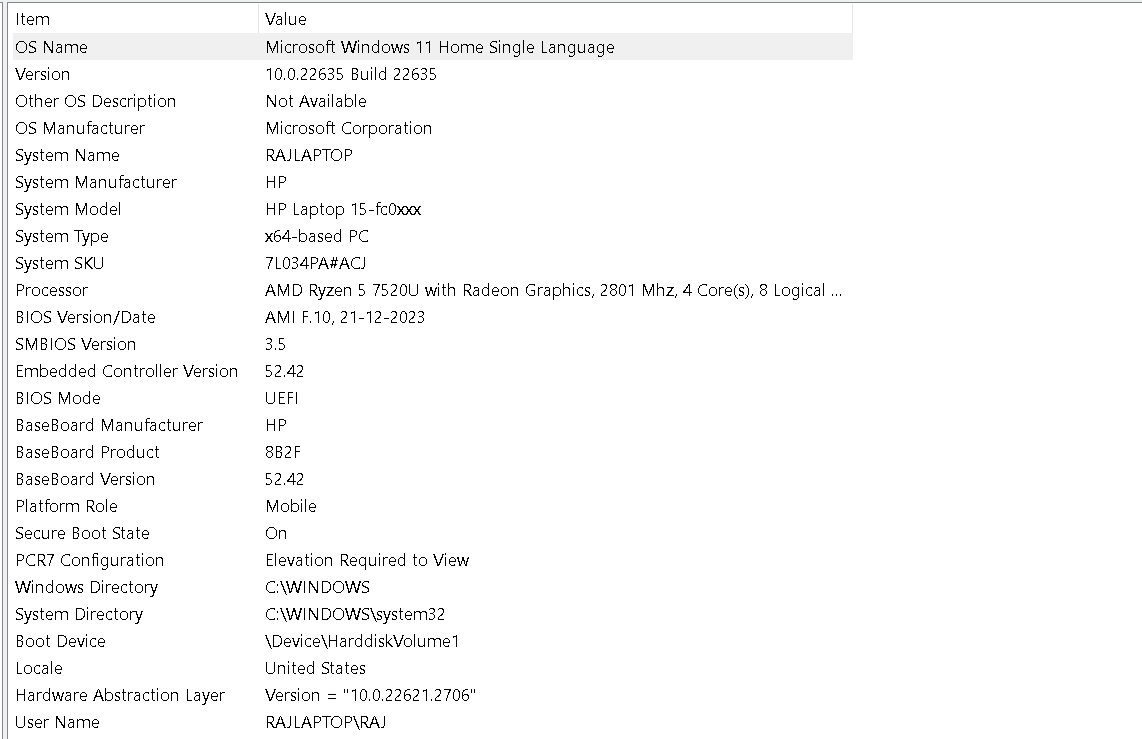 Item Value
OS Name Microsoft Windows 11 Home Single Language
Version 10.0.22635 Build 22635
Other OS Description Not Available
OS Manufacturer Microsoft Corporation
System Name RAJLAPTOP
System Manufacturer HP
System Model HP Laptop 15-fc0xxx
System Type x64-based PC
System SKU 7L034PA#ACJ
Processor AMD Ryzen 5 7520U with Radeon Graphics, 2801 Mhz, 4 Core(s), 8 Logical ...
BIOS Version/Date AMI F.10, 21-12-2023
SMBIOS Version 3.5
Embedded Controller Version 52.42
BIOS Mode UEFI
BaseBoard Manufacturer HP
BaseBoard Product 8B2F
BaseBoard Version 52.42
Platform Role Mobile
Secure Boot State On
PCR7 Configuration Elevation Required to View
Windows Directory C:\WINDOWS
System Directory C:\WINDOWS\system32
Boot Device \Device\HarddiskVolume1
Locale United States
Hardware Abstraction Layer Version = "10.0.22621.2706"
User Name RAJLAPTOP\RAJ